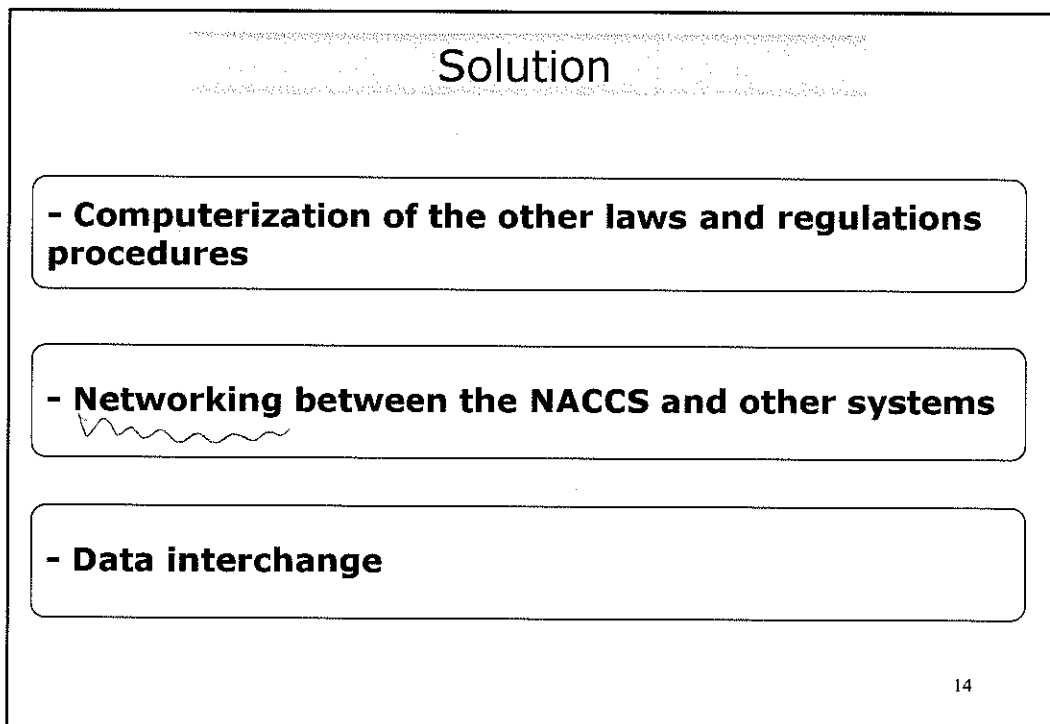 Solution
- Computerization of the other laws and regulations
procedures
- Networking between the NACCS and other systems
- Data interchange
14